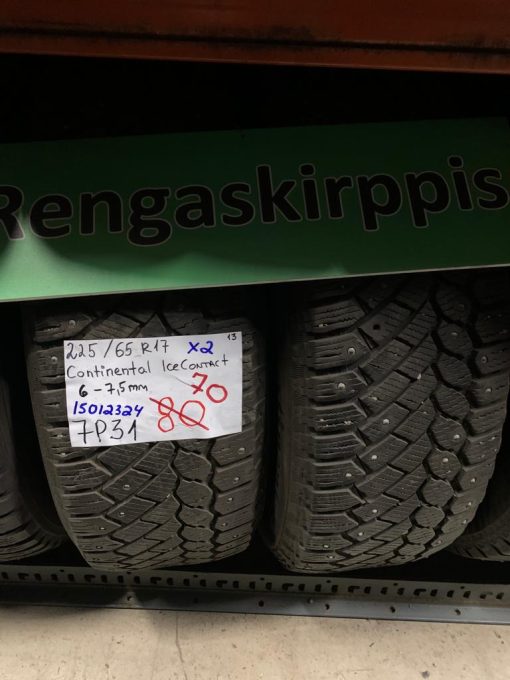 Rengaskirppis
13
225/65 R17 X2
Continental IceContact
6-7,5mm 70
15012324 80
7P31